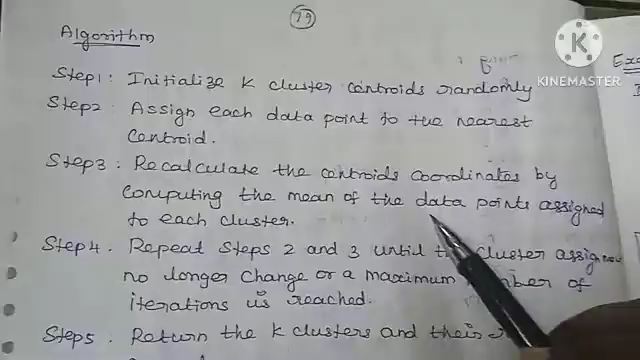 79
Algorithm
Step1: Initialize K cluster centroids randomly
Step2: Assign each data point to the nearest
centroid.
Step3: Recalculate the centroids coordinates by
computing the mean of the data points assigned
to each cluster.
Step4. Repeat steps 2 and 3 until cluster
no longer change or a maximum of
iterations is reached.
Step5. Return the K clusters and their
KINEMASTER